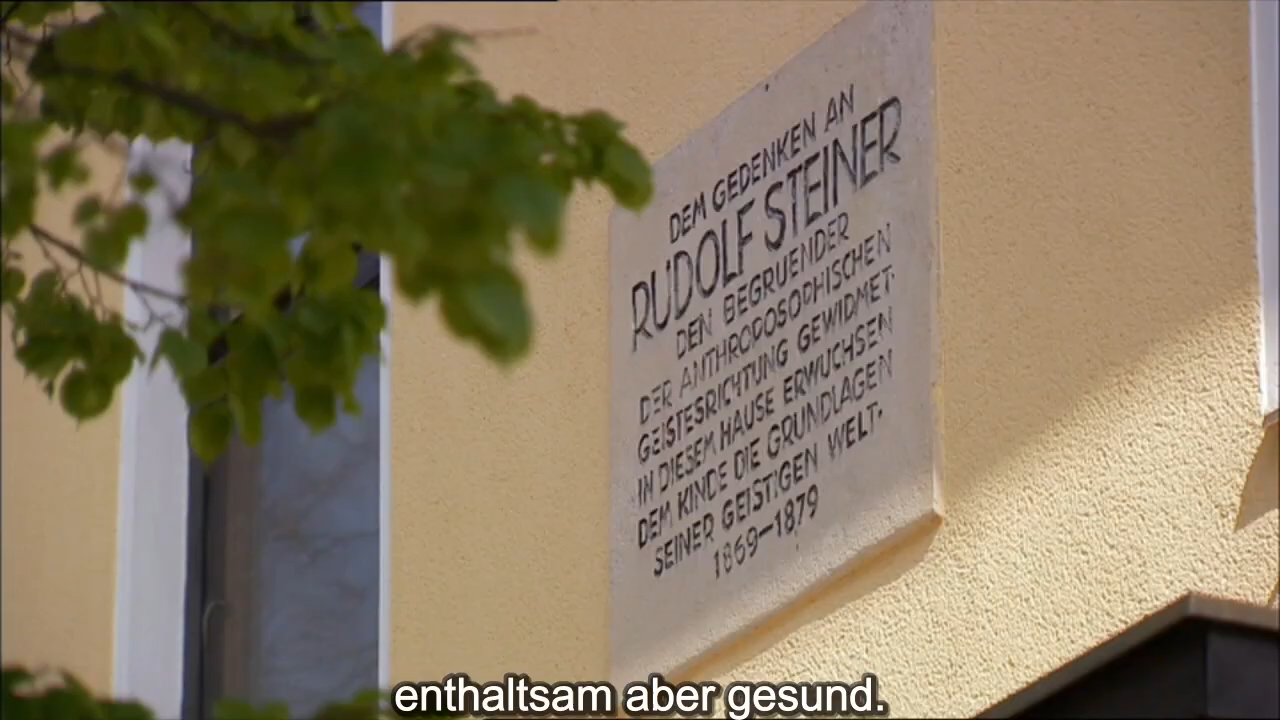 DEM GEDENKEN AN
RUDOLF STEINER
DEN BEGRUENDER
DER ANTHROPOSOPHISCHEN
GEISTESRICHTUNG GEWIDMET.
IN DIESEM HAUSE ERWUCHSEN
DEM KINDE DIE GRUNDLAGEN
SEINER GEISTIGEN WELT.
1869–1879
enthaltsam aber gesund.